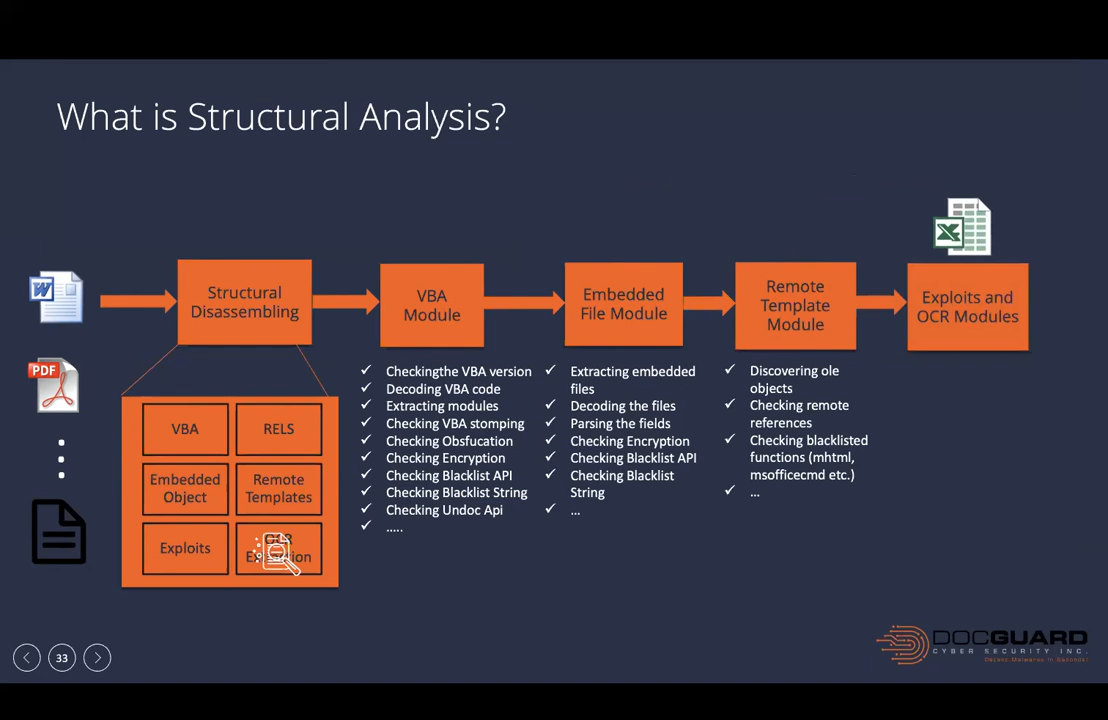 What is Structural Analysis?
W
PDF
Structural
Disassembling
VBA
Module
Embedded
File Module
Remote
Template
Module
X
Exploits and
OCR Modules
VBA
RELS
Embedded
Object
Remote
Templates
Exploits
Checkingthe VBA version
Decoding VBA code
Extracting modules
Checking VBA stomping
Checking Obsfucation
Checking Encryption
Checking Blacklist API
Checking Blacklist String
Checking Undoc Api
.....
Extracting embedded
files
Decoding the files
Parsing the fields
Checking Encryption
Checking Blacklist API
Checking Blacklist
String
...
Discovering ole
objects
Checking remote
references
Checking blacklisted
functions (mhtml,
msofficecmd etc.)
...
33
DOCGUARD
CYBER SECURITY INC.
Detect Malwares in Seconds!